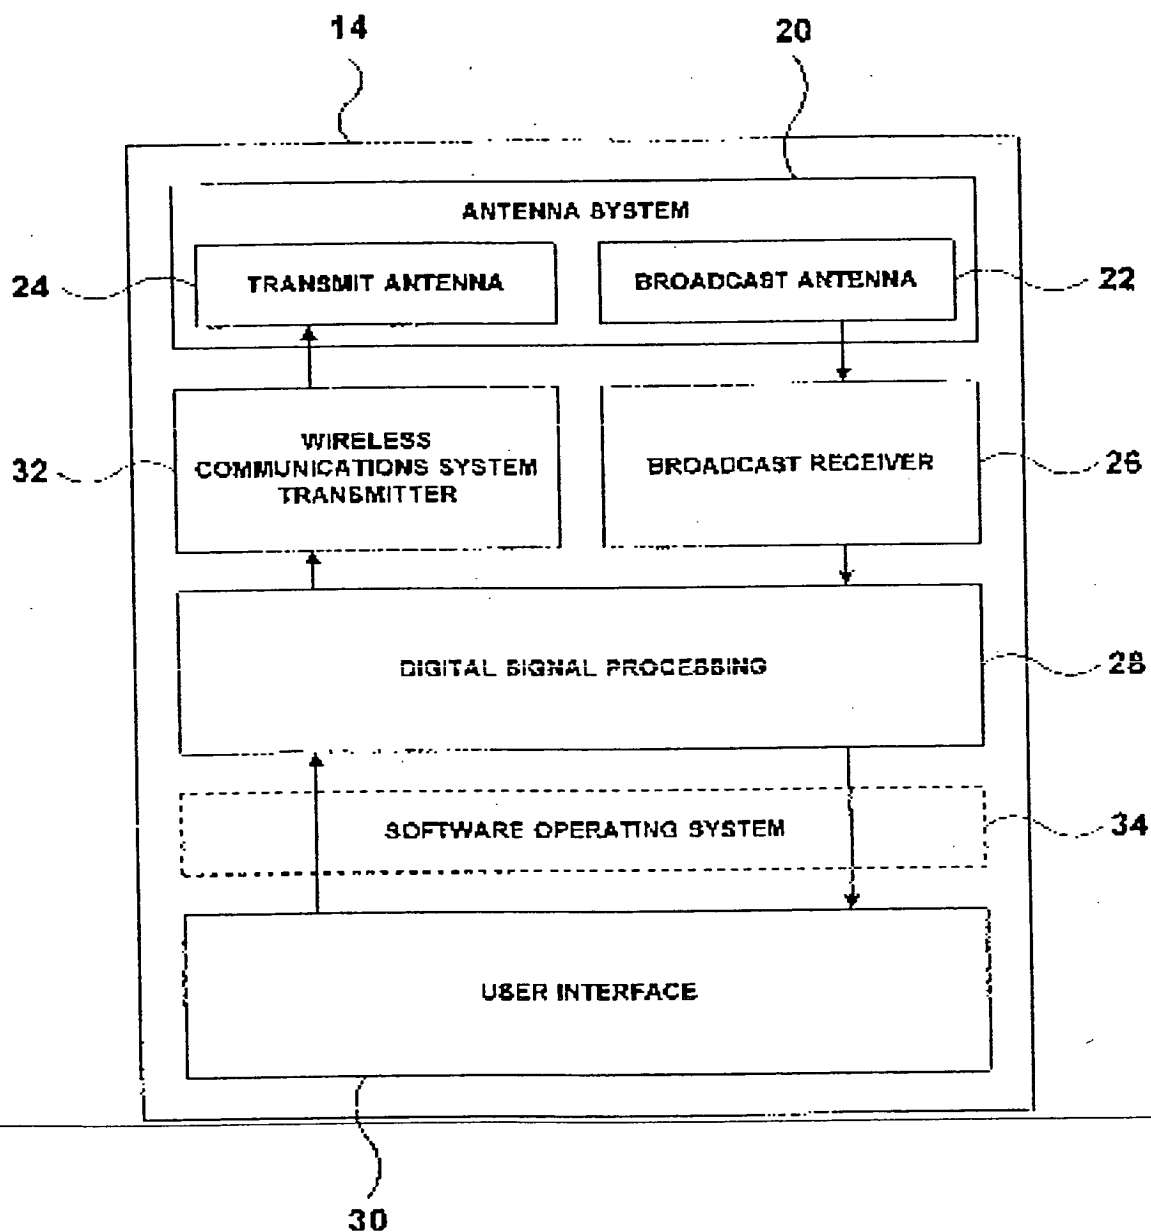 14
20
ANTENNA SYSTEM
24
TRANSMIT ANTENNA
BROADCAST ANTENNA
22
32
WIRELESS
COMMUNICATIONS SYSTEM
TRANSMITTER
BROADCAST RECEIVER
26
DIGITAL SIGNAL PROCESSING
28
SOFTWARE OPERATING SYSTEM
34
USER INTERFACE
30